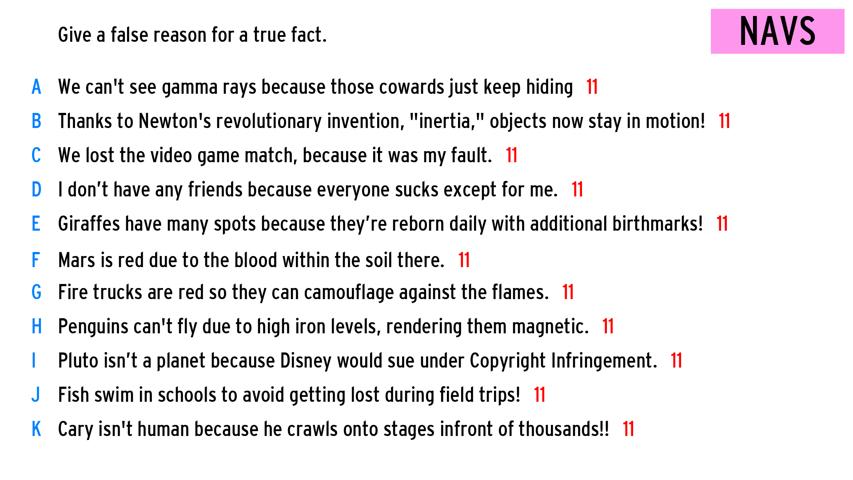 Give a false reason for a true fact.
NAVS
A We can't see gamma rays because those cowards just keep hiding 11
B Thanks to Newton's revolutionary invention, "inertia," objects now stay in motion! 11
C We lost the video game match, because it was my fault. 11
D I don’t have any friends because everyone sucks except for me. 11
E Giraffes have many spots because they’re reborn daily with additional birthmarks! 11
F Mars is red due to the blood within the soil there. 11
G Fire trucks are red so they can camouflage against the flames. 11
H Penguins can't fly due to high iron levels, rendering them magnetic. 11
I Pluto isn’t a planet because Disney would sue under Copyright Infringement. 11
J Fish swim in schools to avoid getting lost during field trips! 11
K Cary isn't human because he crawls onto stages infront of thousands!! 11